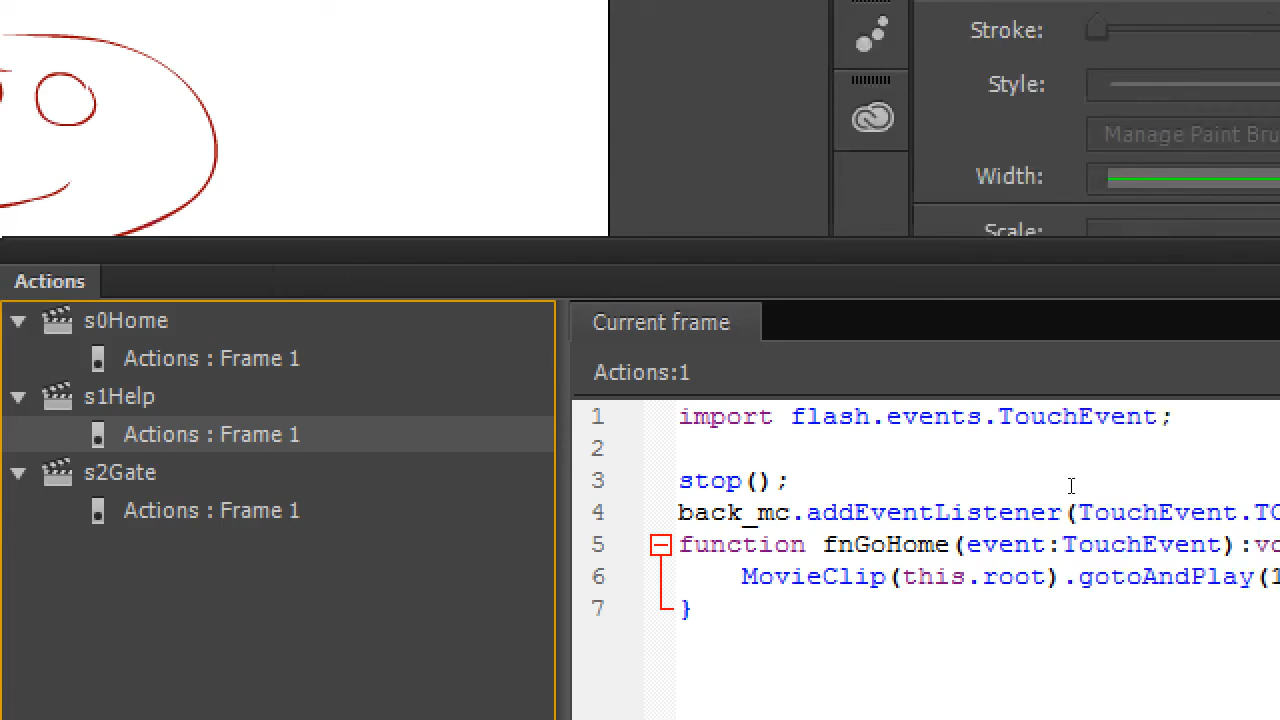 Stroke:
Style:
Manage Paint Bru
Width:
Scale:
Actions
s0Home
Actions : Frame 1
s1Help
Actions : Frame 1
s2Gate
Actions : Frame 1
Current frame
Actions:1
1 import flash.events.TouchEvent;
2
3 stop();
4 back_mc.addEventListener(TouchEvent.TO
5 function fnGoHome(event:TouchEvent):vo
6 MovieClip(this.root).gotoAndPlay(1
7 }